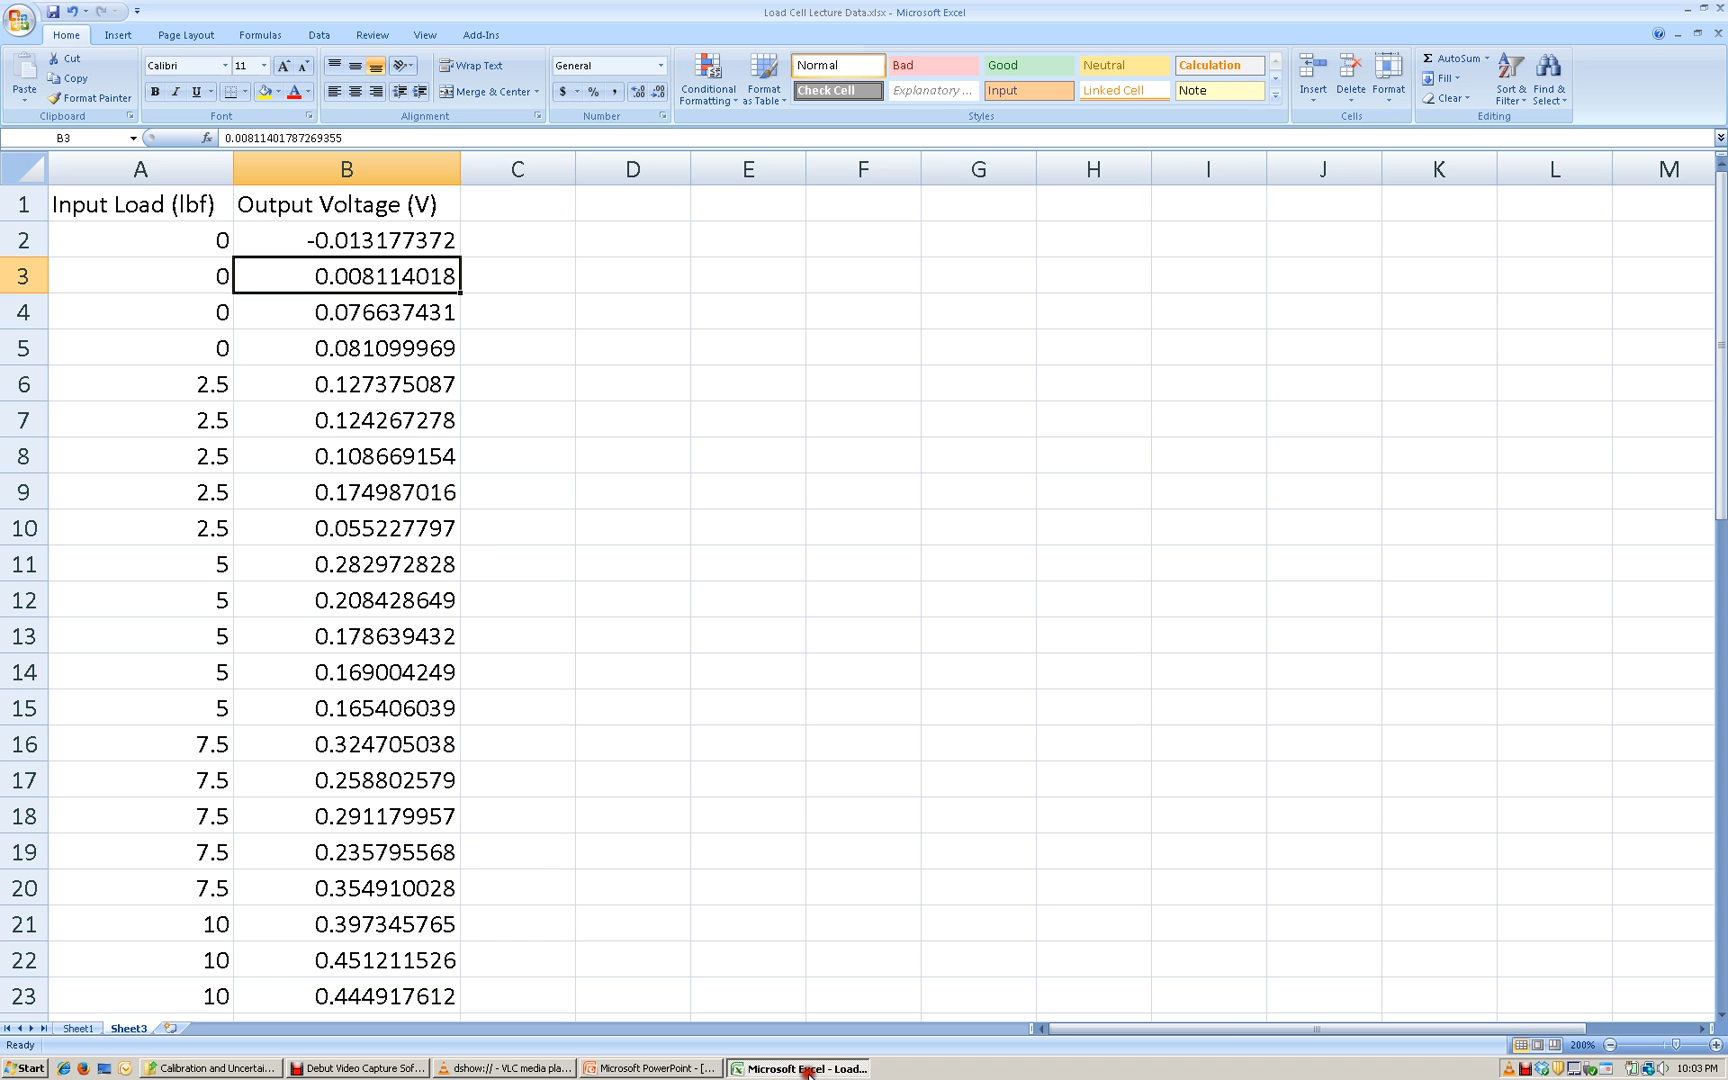 Load Cell Lecture Data.xlsx - Microsoft Excel
Home Insert Page Layout Formulas Data Review View Add-Ins
Paste
Cut
Copy
Format Painter
Clipboard
Calibri 11
B I U
Font
Wrap Text
Merge & Center
Alignment
General
$ % ,
Number
Conditional Formatting
Format as Table
Normal Bad Good Neutral Calculation
Check Cell Explanatory ... Input Linked Cell Note
Styles
Insert Delete Format
Cells
AutoSum
Fill
Clear
Sort & Filter
Find & Select
Editing
B3 fx 0.00811401787269355
A B C D E F G H I J K L M
1 Input Load (lbf) Output Voltage (V)
2 0 -0.013177372
3 0 0.008114018
4 0 0.076637431
5 0 0.081099969
6 2.5 0.127375087
7 2.5 0.124267278
8 2.5 0.108669154
9 2.5 0.174987016
10 2.5 0.055227797
11 5 0.282972828
12 5 0.208428649
13 5 0.178639432
14 5 0.169004249
15 5 0.165406039
16 7.5 0.324705038
17 7.5 0.258802579
18 7.5 0.291179957
19 7.5 0.235795568
20 7.5 0.354910028
21 10 0.397345765
22 10 0.451211526
23 10 0.444917612
Sheet1 Sheet3
Ready 200%
Start Calibration and Uncertai... Debut Video Capture Sof... dshow:// - VLC media pla... Microsoft PowerPoint - [... Microsoft Excel - Load... 10:03 PM